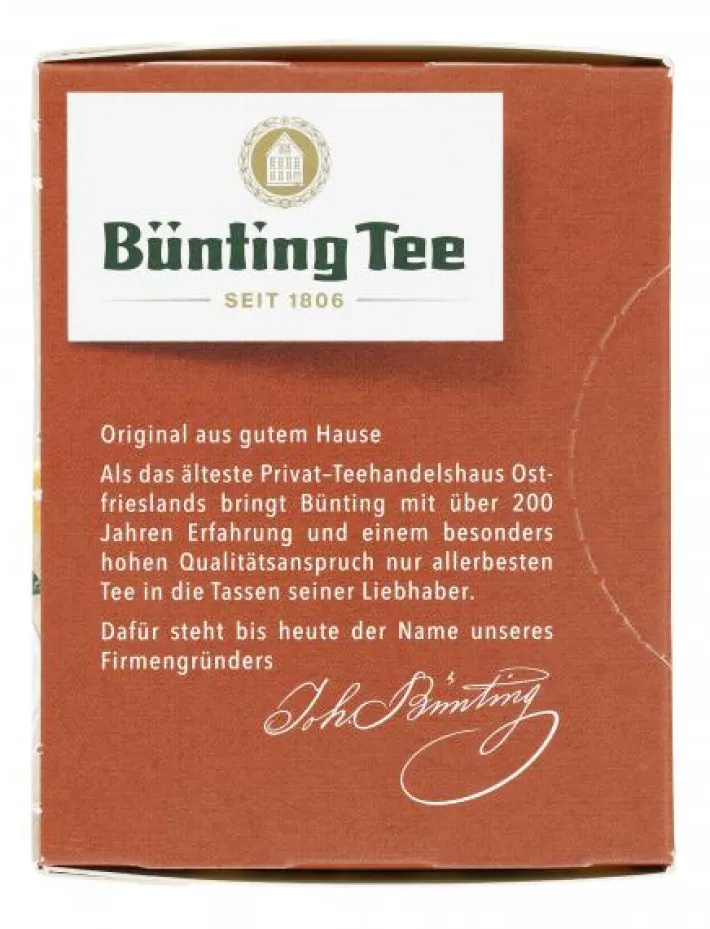 Bünting Tee
SEIT 1806
Original aus gutem Hause
Als das älteste Privat-Teehandelshaus Ost-
frieslands bringt Bünting mit über 200
Jahren Erfahrung und einem besonders
hohen Qualitätsanspruch nur allerbesten
Tee in die Tassen seiner Liebhaber.
Dafür steht bis heute der Name unseres
Firmengründers
Joh. Bünting